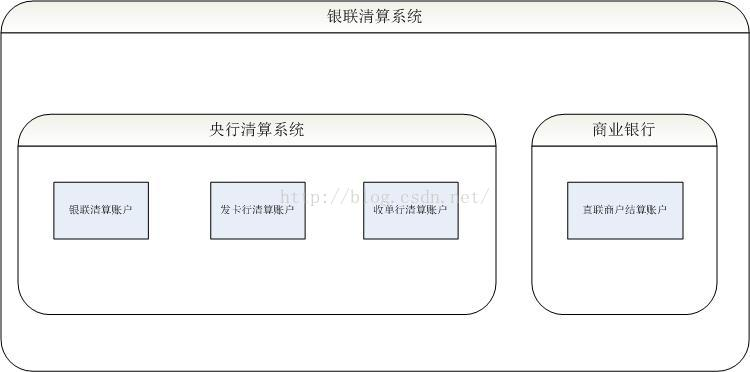 银联清算系统
央行清算系统
商业银行
银联清算账户
发卡行清算账户
收单行清算账户
直联商户结算账户
http://blog.csdn.net/